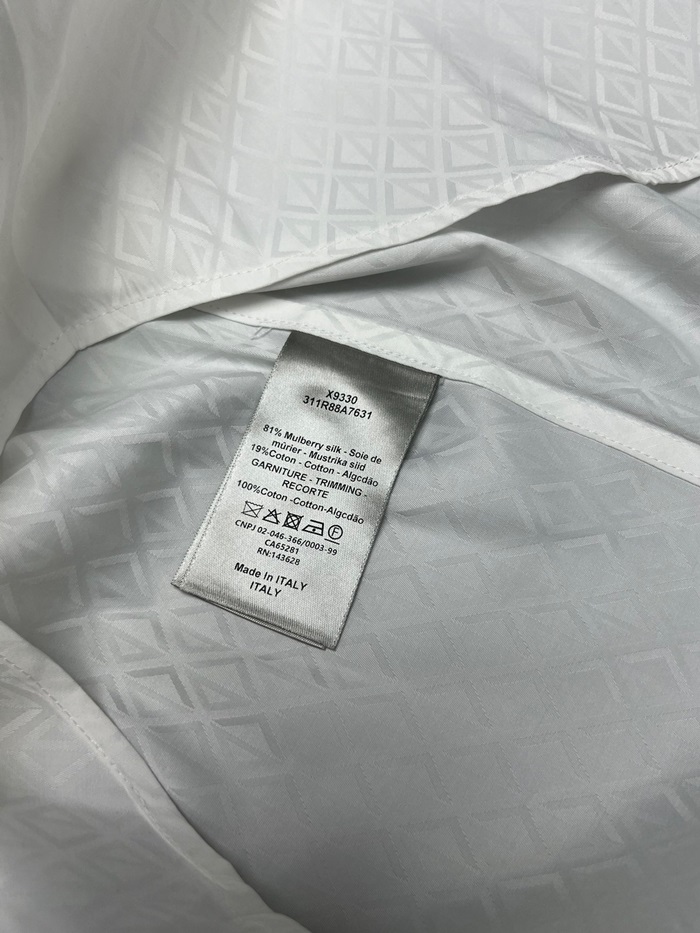 X9330
311R88A7631
81% Mulberry silk - Soie de
mürier - Mustrika siid
19%Coton - Cotton - Algcdão
GARNITURE - TRIMMING -
RECORTE
100%Coton -Cotton-Algcdão
F
CNPJ 02-046-366/0003-99
CA65281
RN:143628
Made In ITALY
ITALY